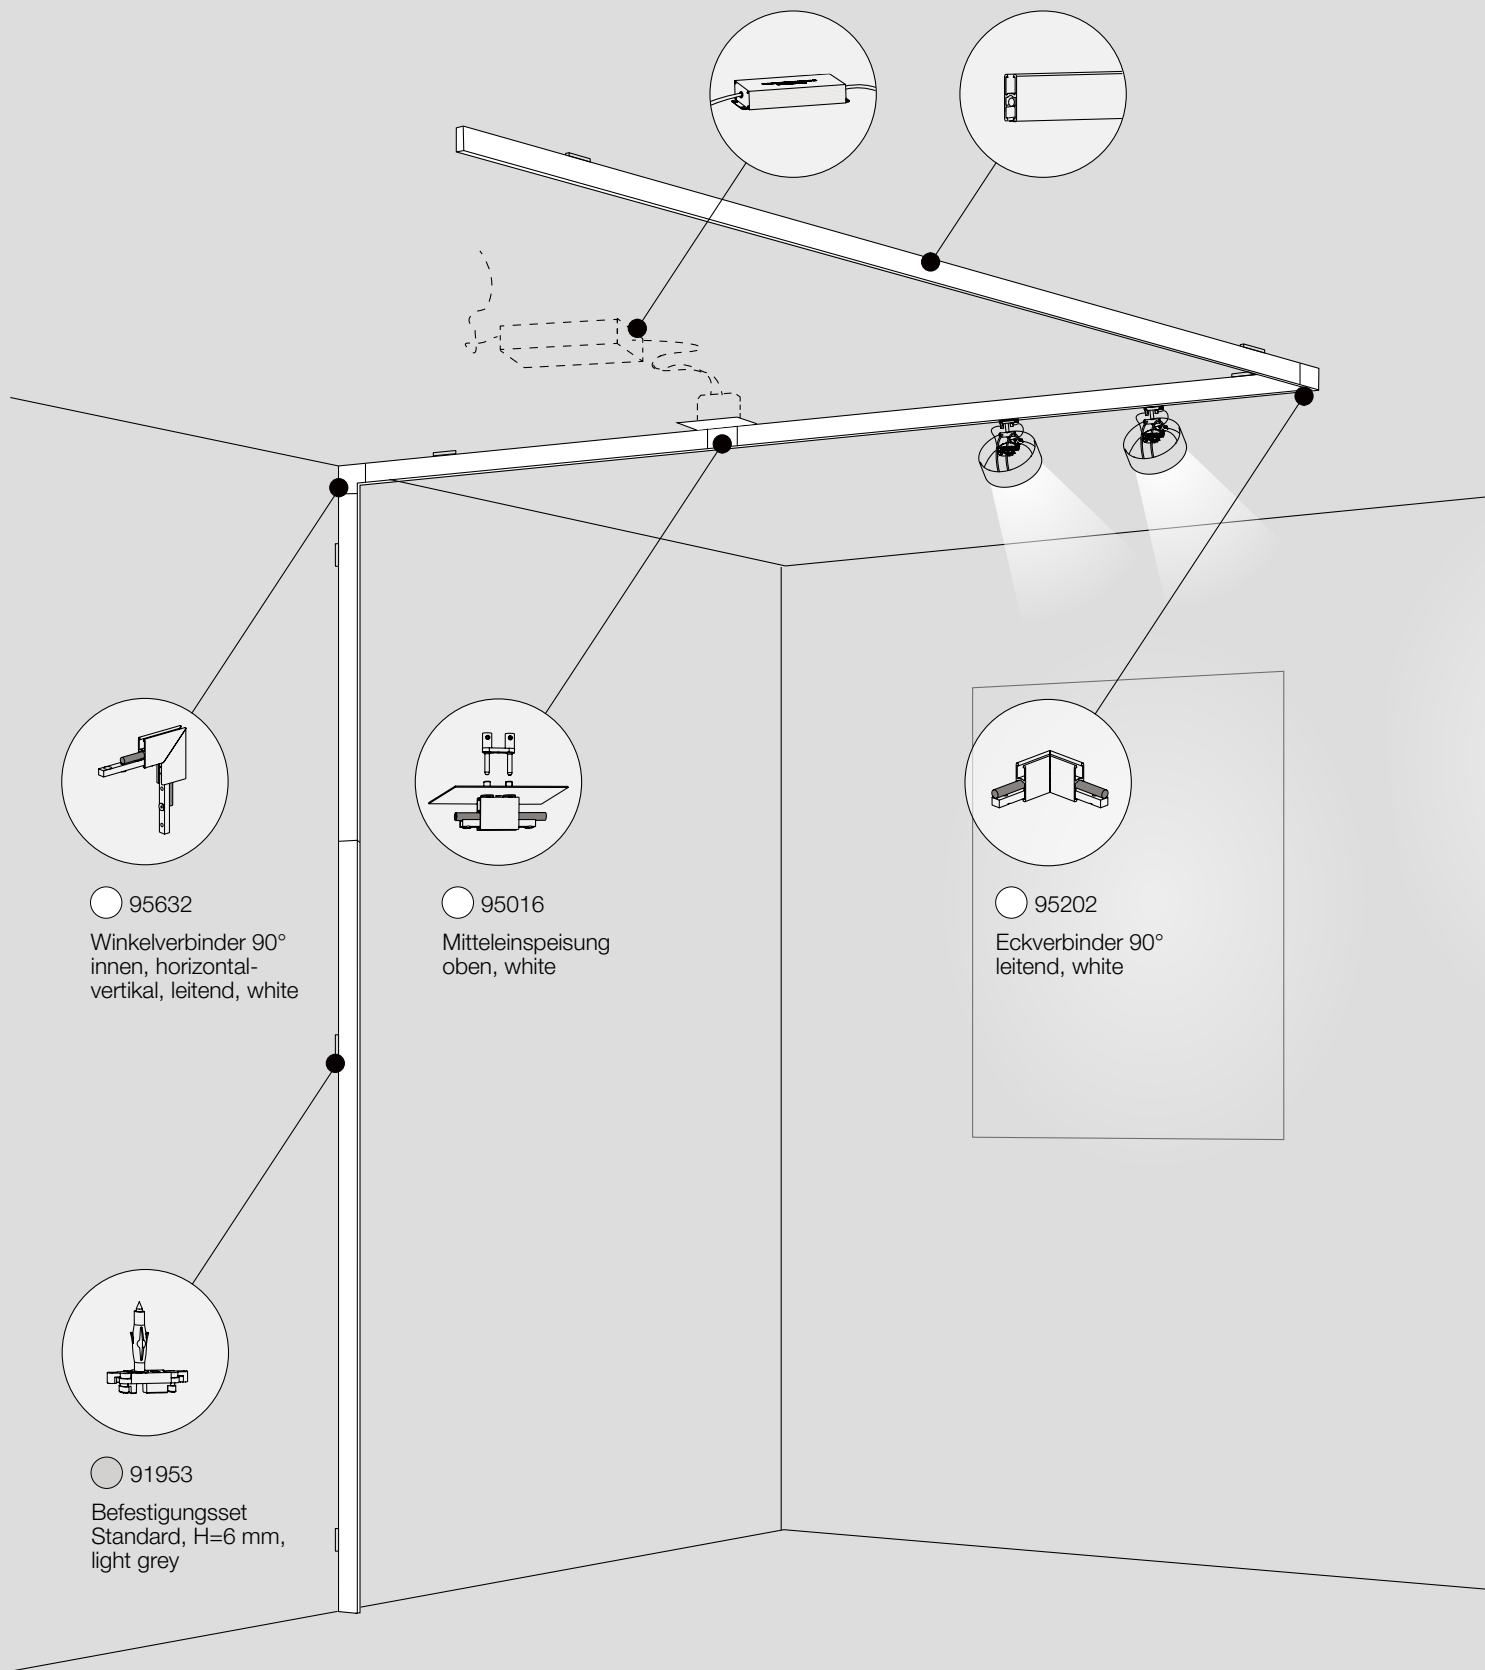 95632
Winkelverbinder 90°
innen, horizontal-
vertikal, leitend, white
95016
Mitteleinspeisung
oben, white
95202
Eckverbinder 90°
leitend, white
91953
Befestigungsset
Standard, H=6 mm,
light grey